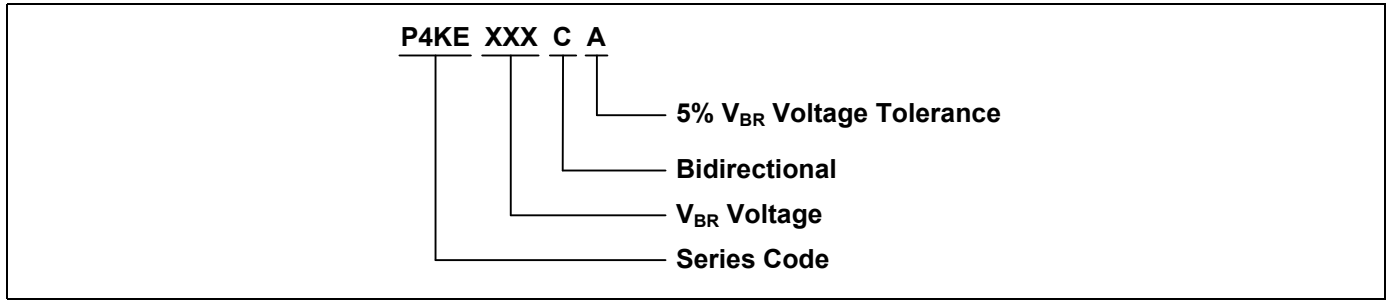 P4KE XXX C A
5% VBR Voltage Tolerance
Bidirectional
VBR Voltage
Series Code